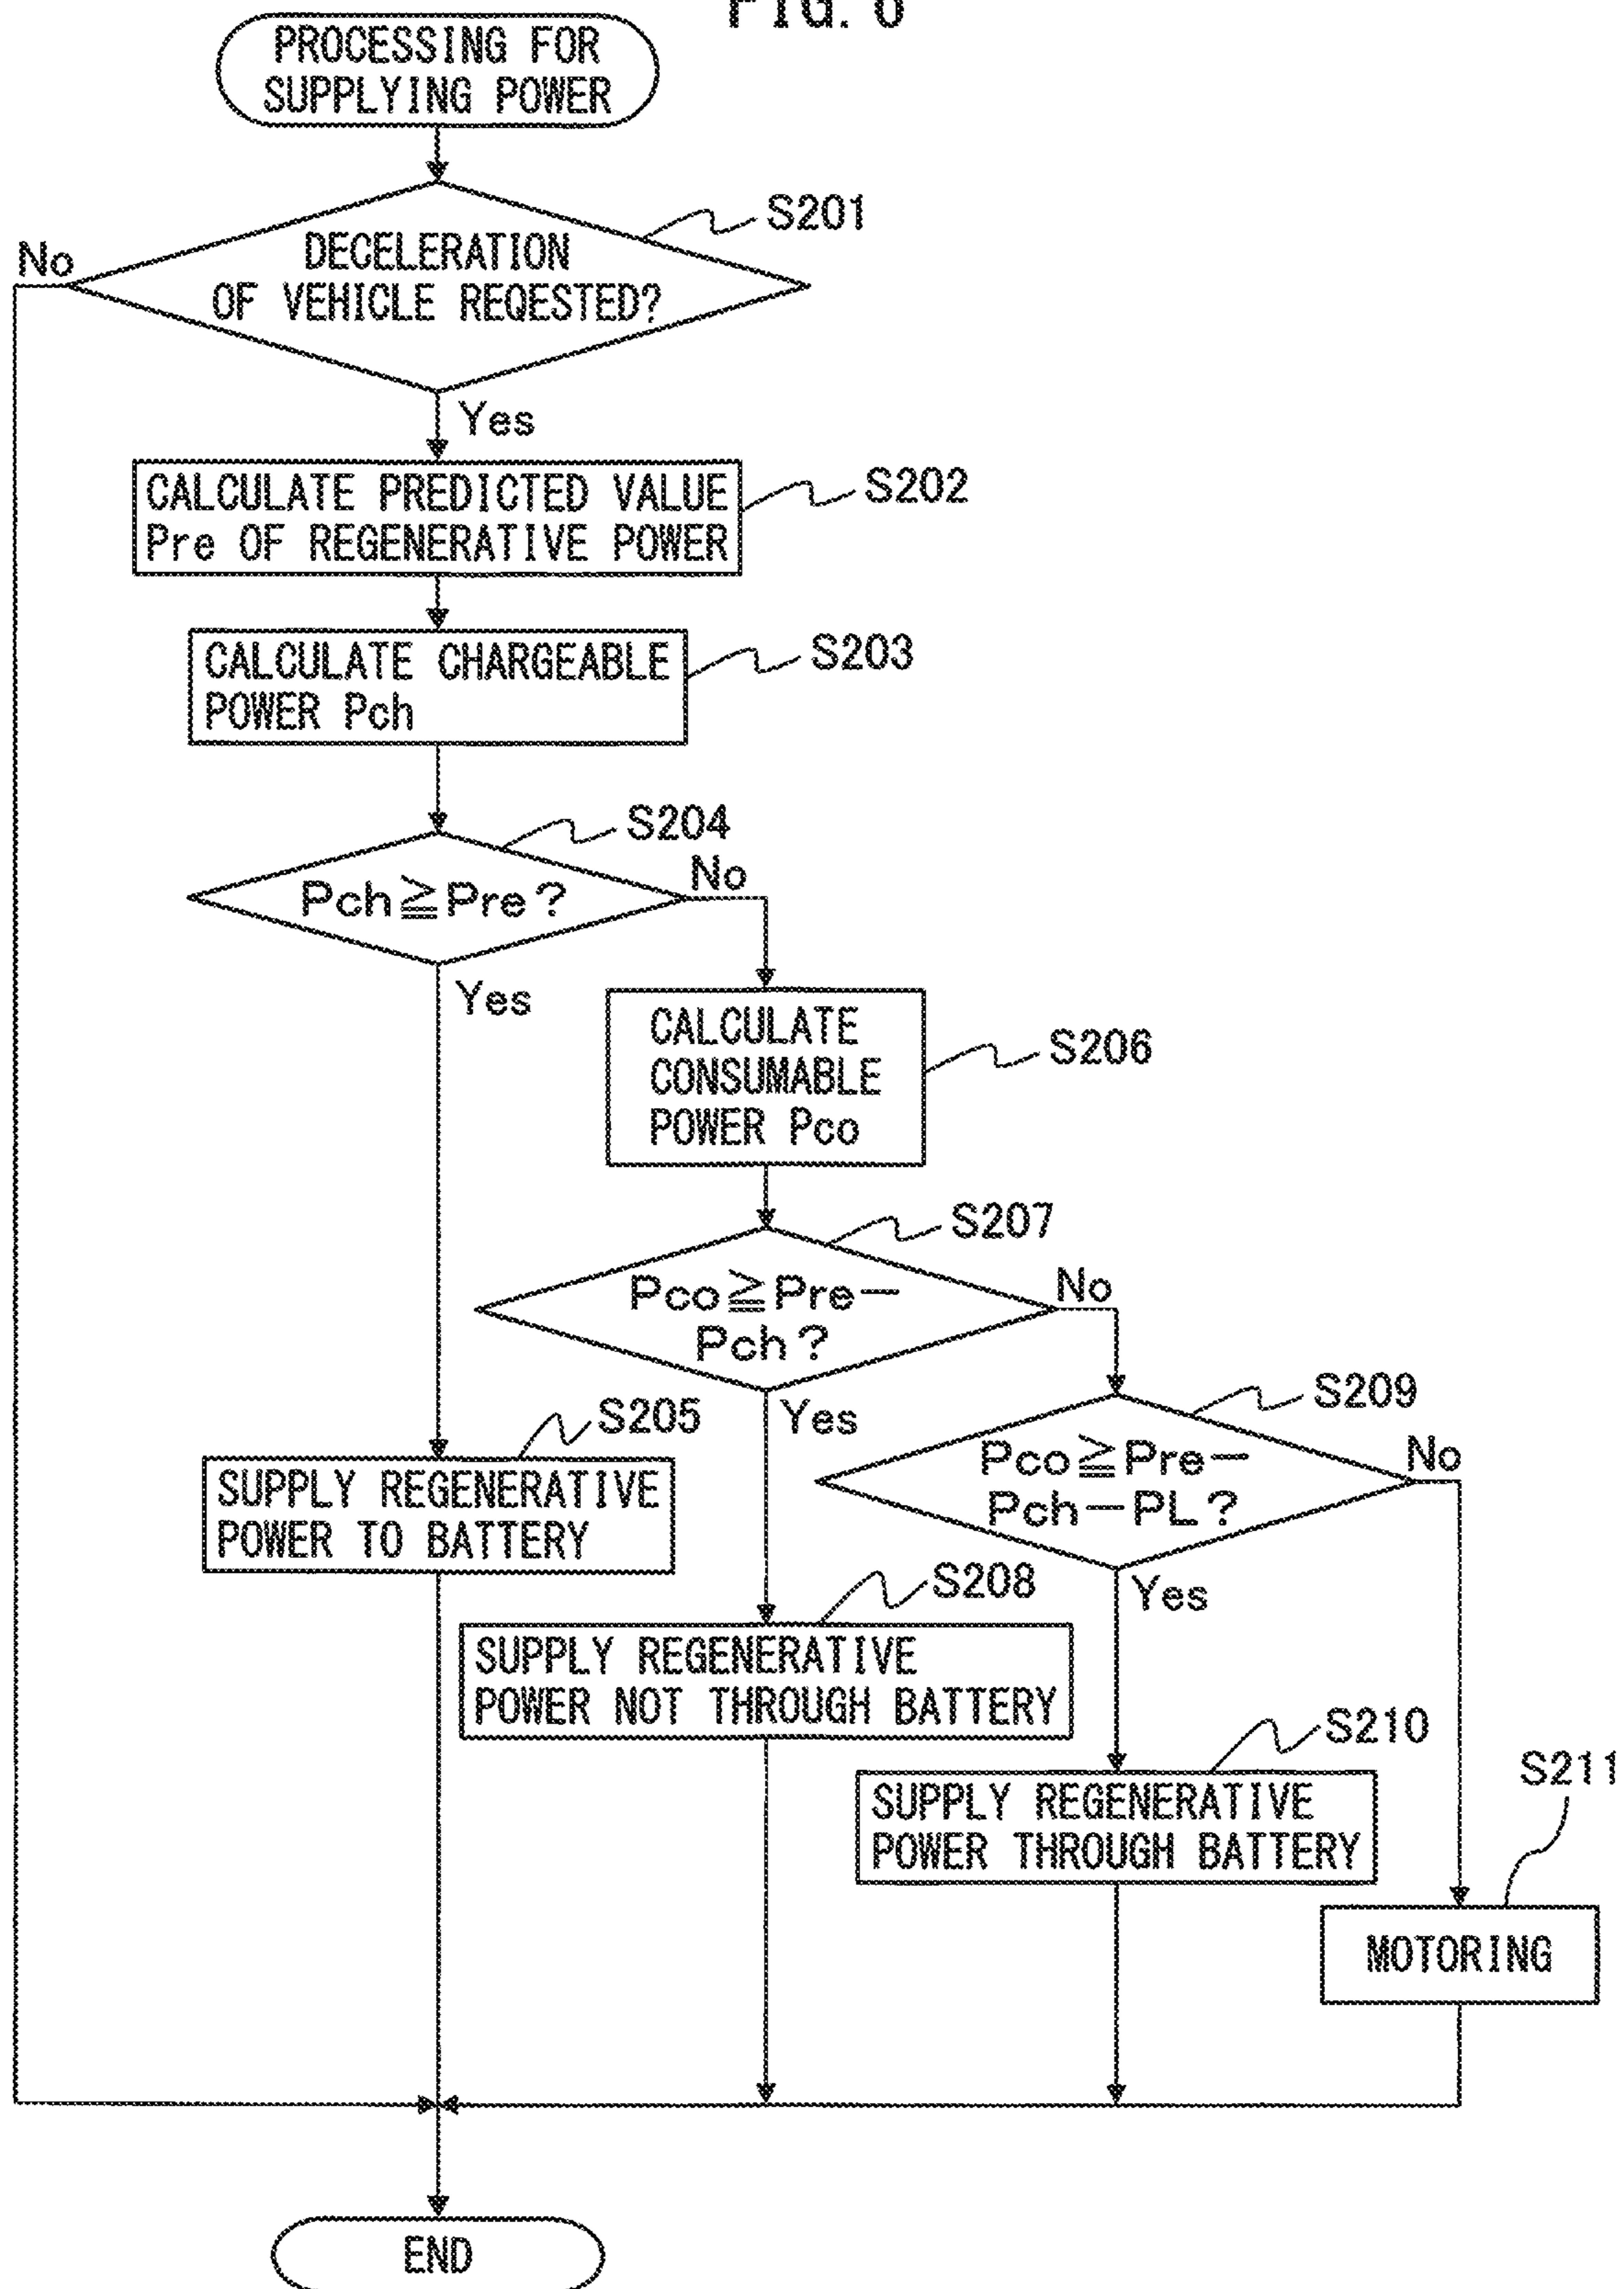 PROCESSING FOR
SUPPLYING POWER
S201
No
DECELERATION
OF VEHICLE REQESTED?
Yes
CALCULATE PREDICTED VALUE
Pre OF REGENERATIVE POWER
S202
CALCULATE CHARGEABLE
POWER Pch
S203
S204
Pch≧Pre?
No
Yes
CALCULATE
CONSUMABLE
POWER Pco
S206
S207
Pco≧Pre−
Pch?
No
Yes
S209
Pco≧Pre−
Pch−PL?
No
Yes
S205
SUPPLY REGENERATIVE
POWER TO BATTERY
S208
SUPPLY REGENERATIVE
POWER NOT THROUGH BATTERY
S210
SUPPLY REGENERATIVE
POWER THROUGH BATTERY
S211
MOTORING
END